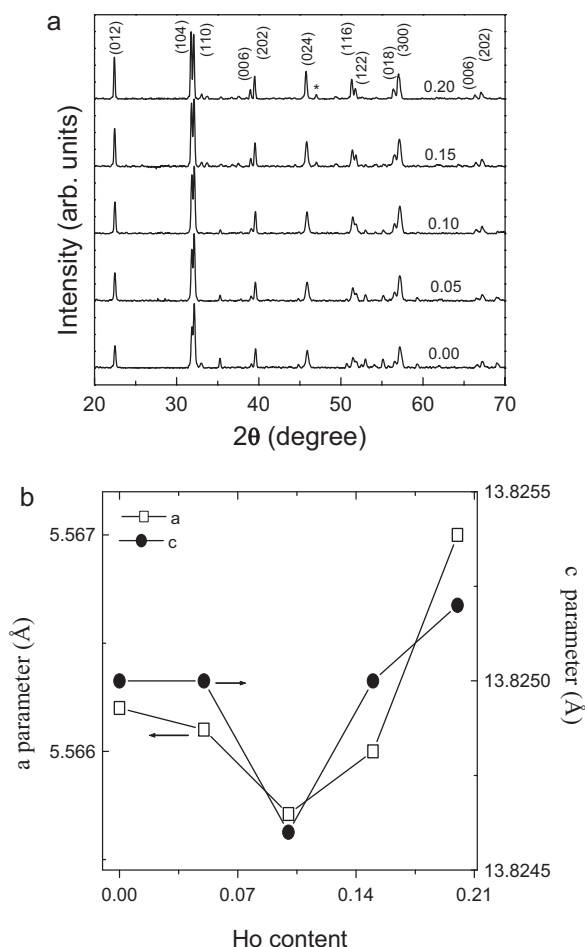 a
(012)
(104)
(110)
(006)
(202)
(024)
(116)
(122)
(018)
(300)
(006)
(202)
*
0.20
0.15
0.10
0.05
0.00
Intensity (arb. units)
20 30 40 50 60 70
2θ (degree)
b
a
c
5.567
5.566
a parameter (Å)
13.8255
13.8250
13.8245
c parameter (Å)
0.00 0.07 0.14 0.21
Ho content